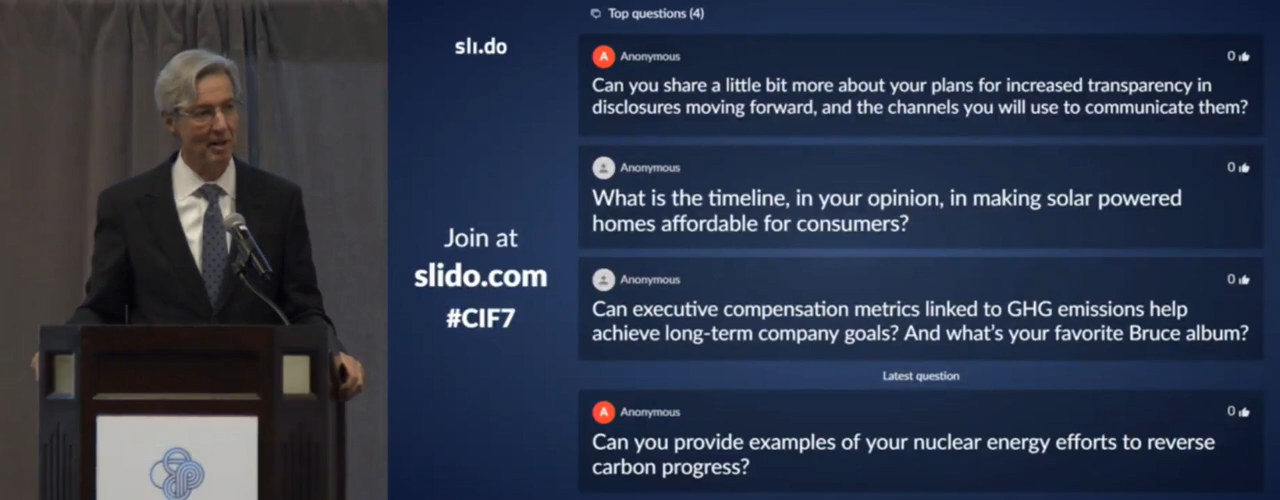 Top questions (4)
sli.do
A Anonymous
0
Can you share a little bit more about your plans for increased transparency in
disclosures moving forward, and the channels you will use to communicate them?
Anonymous
0
What is the timeline, in your opinion, in making solar powered
homes affordable for consumers?
Join at
slido.com
#CIF7
Anonymous
0
Can executive compensation metrics linked to GHG emissions help
achieve long-term company goals? And what's your favorite Bruce album?
Latest question
A Anonymous
0
Can you provide examples of your nuclear energy efforts to reverse
carbon progress?